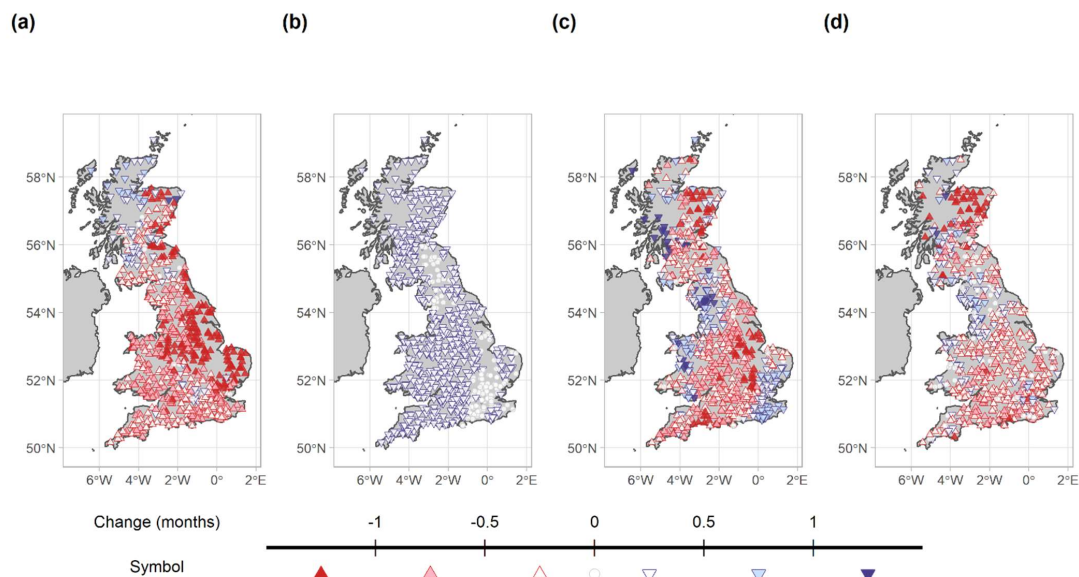 (a) (b) (c) (d)
58°N 58°N 58°N 58°N
56°N 56°N 56°N 56°N
54°N 54°N 54°N 54°N
52°N 52°N 52°N 52°N
50°N 50°N 50°N 50°N
6°W 4°W 2°W 0° 2°E 6°W 4°W 2°W 0° 2°E 6°W 4°W 2°W 0° 2°E 6°W 4°W 2°W 0° 2°E
Change (months) -1 -0.5 0 0.5 1
Symbol